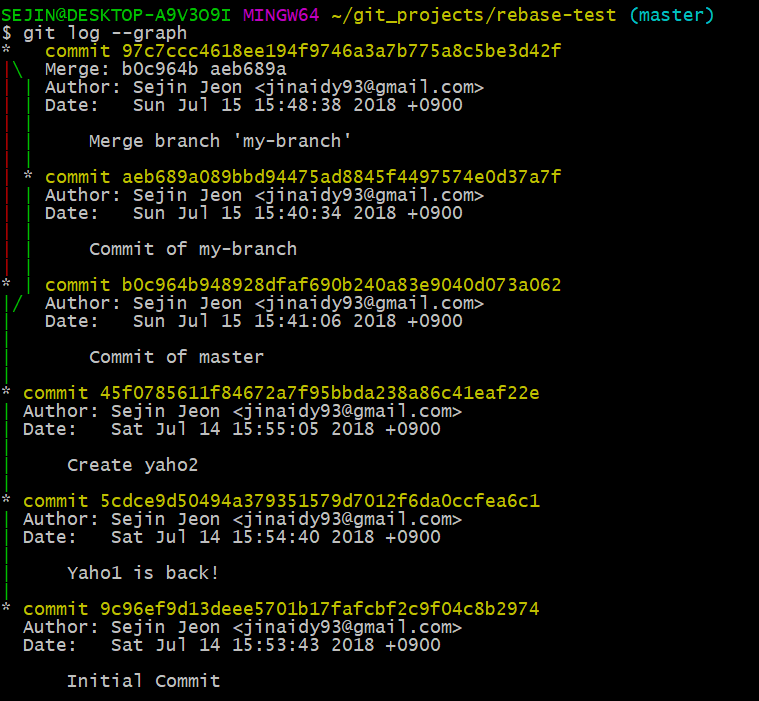 SEJIN@DESKTOP-A9V3O9I MINGW64 ~/git_projects/rebase-test (master)
$ git log --graph
*   commit 97c7ccc4618ee194f9746a3a7b775a8c5be3d42f
|\  Merge: b0c964b aeb689a
| | Author: Sejin Jeon <jinaidy93@gmail.com>
| | Date:   Sun Jul 15 15:48:38 2018 +0900
| |
| |     Merge branch 'my-branch'
| |
| * commit aeb689a089bbd94475ad8845f4497574e0d37a7f
| | Author: Sejin Jeon <jinaidy93@gmail.com>
| | Date:   Sun Jul 15 15:40:34 2018 +0900
| |
| |     Commit of my-branch
| |
* | commit b0c964b948928dfaf690b240a83e9040d073a062
|/  Author: Sejin Jeon <jinaidy93@gmail.com>
|   Date:   Sun Jul 15 15:41:06 2018 +0900
|
|       Commit of master
|
* commit 45f0785611f84672a7f95bbda238a86c41eaf22e
| Author: Sejin Jeon <jinaidy93@gmail.com>
| Date:   Sat Jul 14 15:55:05 2018 +0900
|
|     Create yaho2
|
* commit 5cdce9d50494a379351579d7012f6da0ccfea6c1
| Author: Sejin Jeon <jinaidy93@gmail.com>
| Date:   Sat Jul 14 15:54:40 2018 +0900
|
|     Yaho1 is back!
|
* commit 9c96ef9d13deee5701b17fafcbf2c9f04c8b2974
  Author: Sejin Jeon <jinaidy93@gmail.com>
  Date:   Sat Jul 14 15:53:43 2018 +0900

      Initial Commit